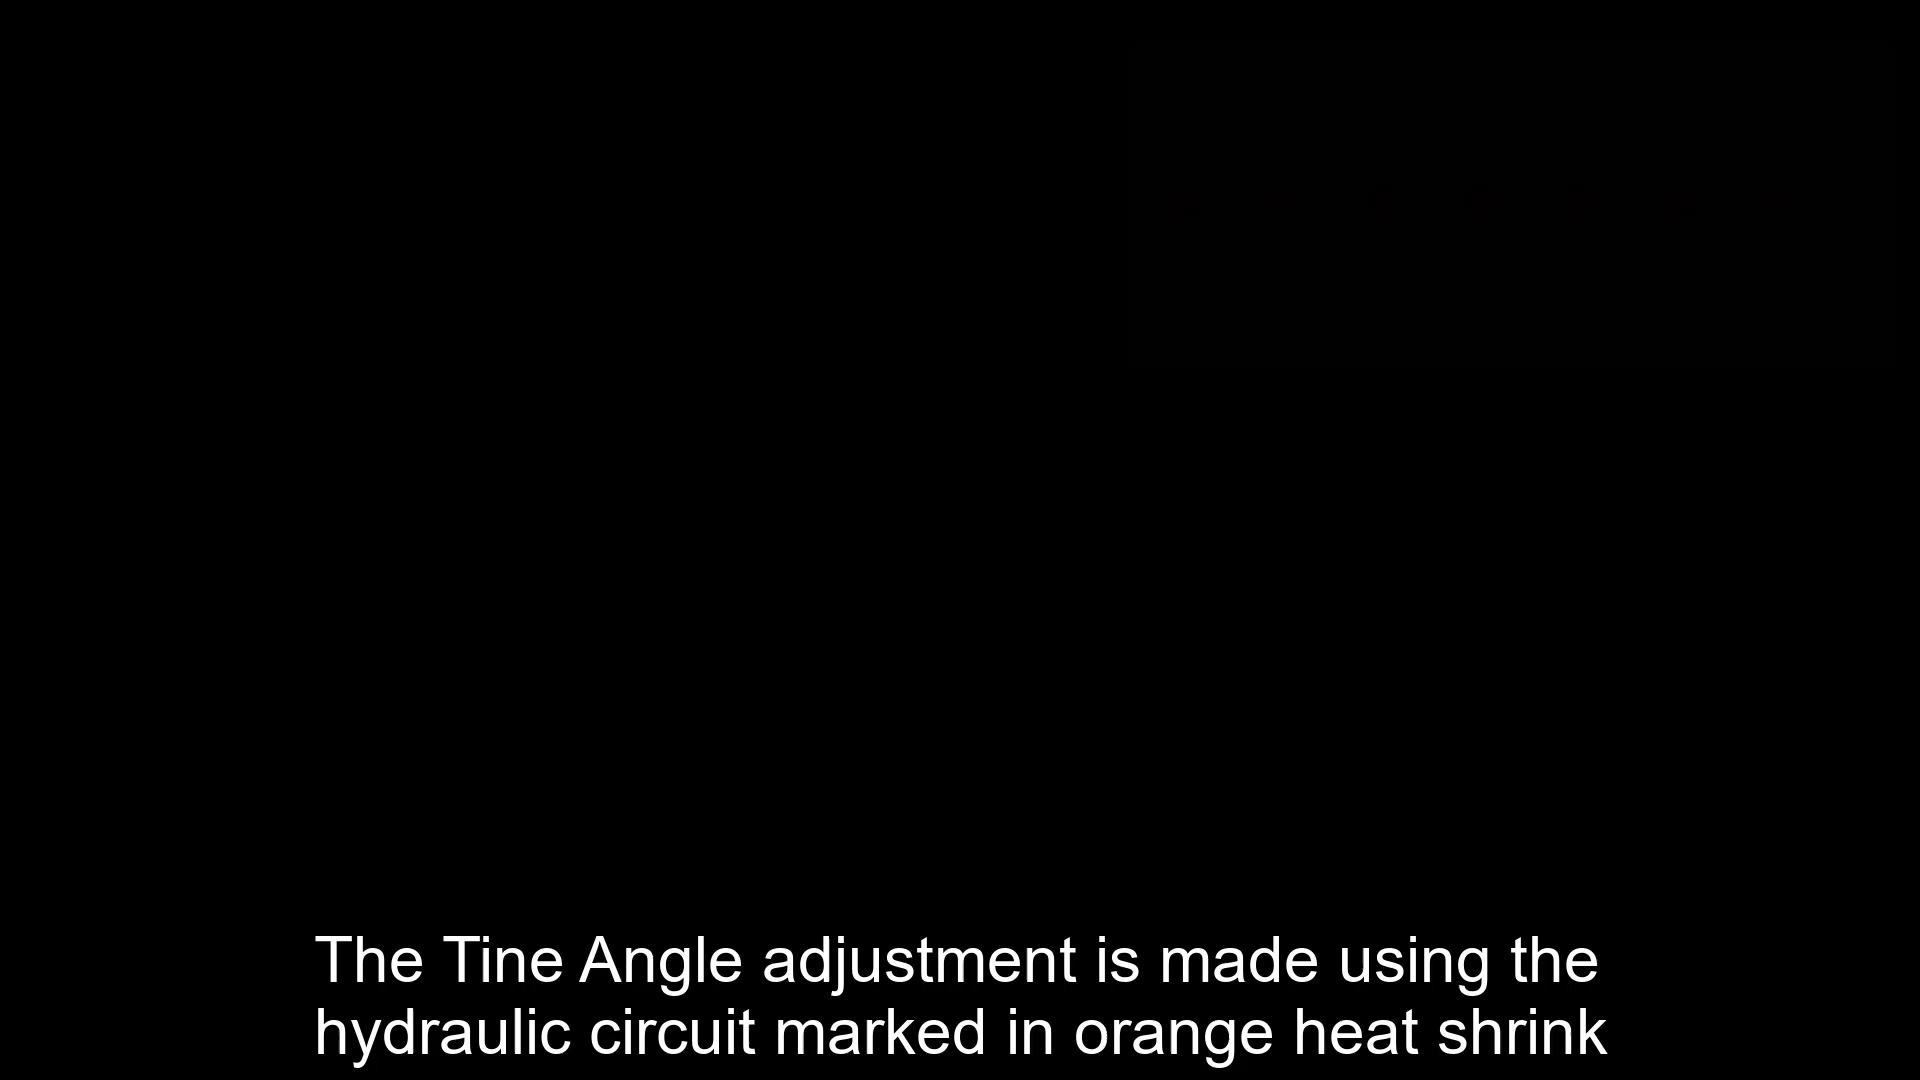 The Tine Angle adjustment is made using the
hydraulic circuit marked in orange heat shrink